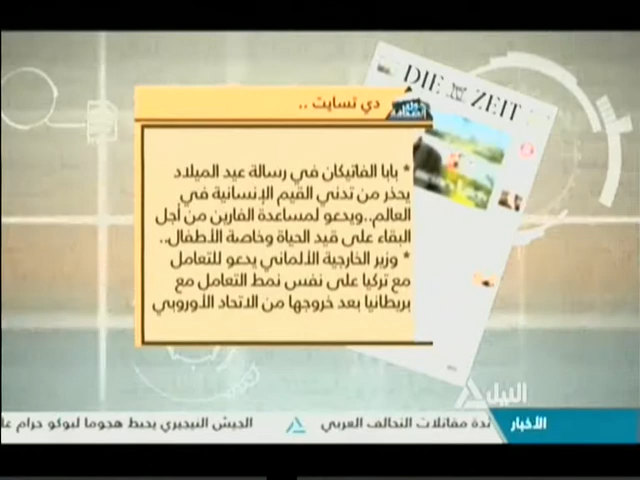 DIE ZEIT
دي تسايت ..
* بابا الفاتيكان في رسالة عيد الميلاد
يحذر من تدني القيم الإنسانية في
العالم..ويدعو لمساعدة الفارين من أجل
البقاء على قيد الحياة وخاصة الأطفال..
* وزير الخارجية الألماني يدعو للتعامل
مع تركيا على نفس نمط التعامل مع
بريطانيا بعد خروجها من الاتحاد الأوروبي
النيل
الأخبار
ندة مقاتلات التحالف العربي
الجيش النيجيري يحبط هجوما لبوكو حرام عا